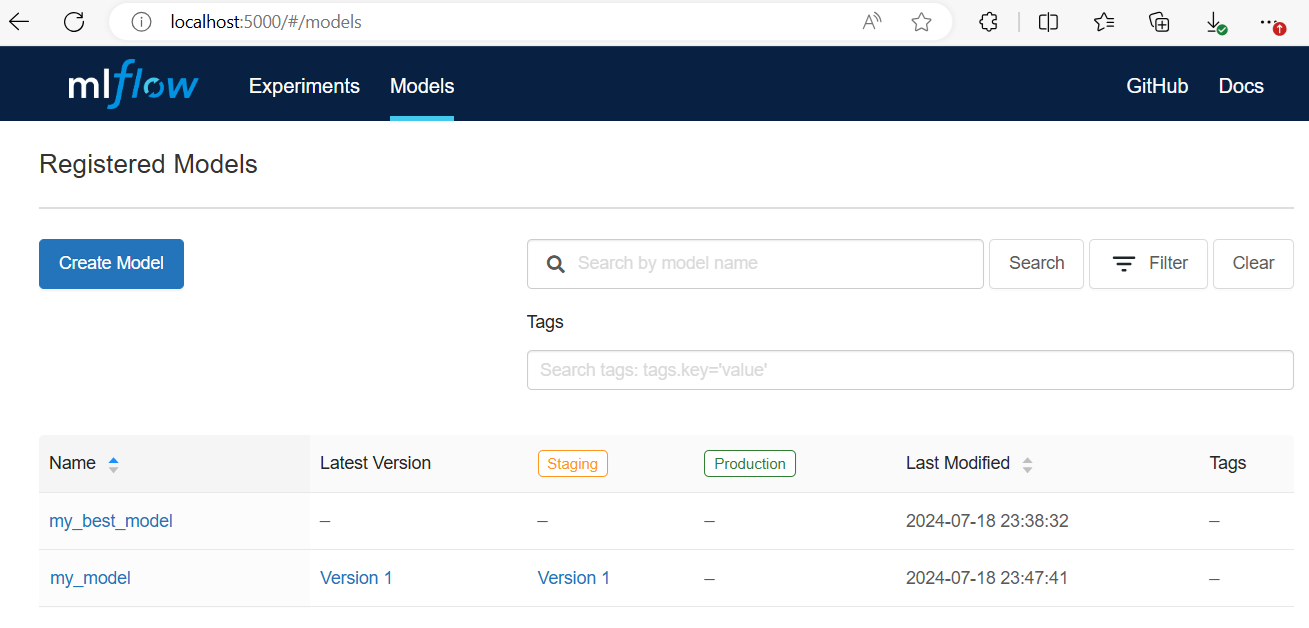 localhost:5000/#/models
mlflow Experiments Models GitHub Docs
Registered Models
Create Model Search by model name Search Filter Clear
Tags
Search tags: tags.key='value'
Name Latest Version Staging Production Last Modified Tags
my_best_model – – – 2024-07-18 23:38:32 –
my_model Version 1 Version 1 – 2024-07-18 23:47:41 –